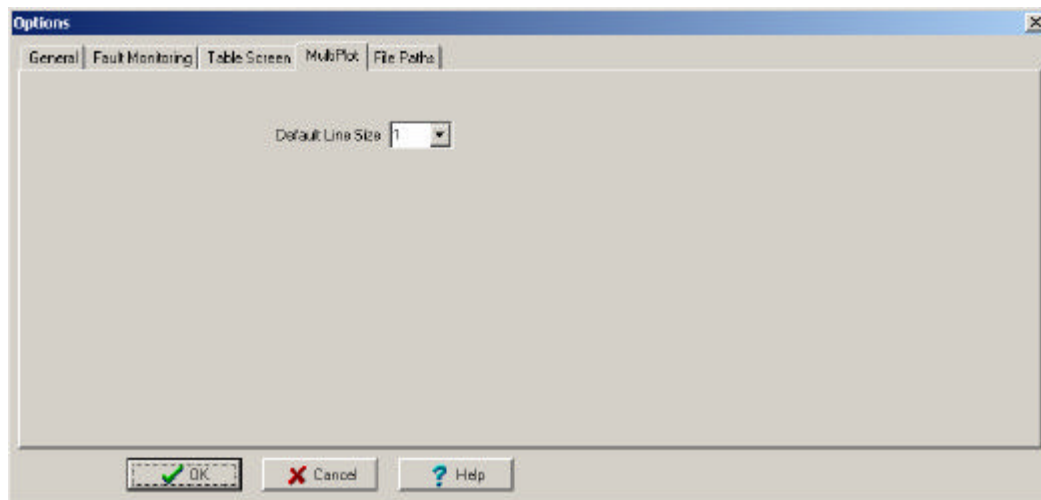 Options
General Fault Monitoring Table Screen MultiPlot File Paths
Default Line Size 1
OK Cancel ? Help